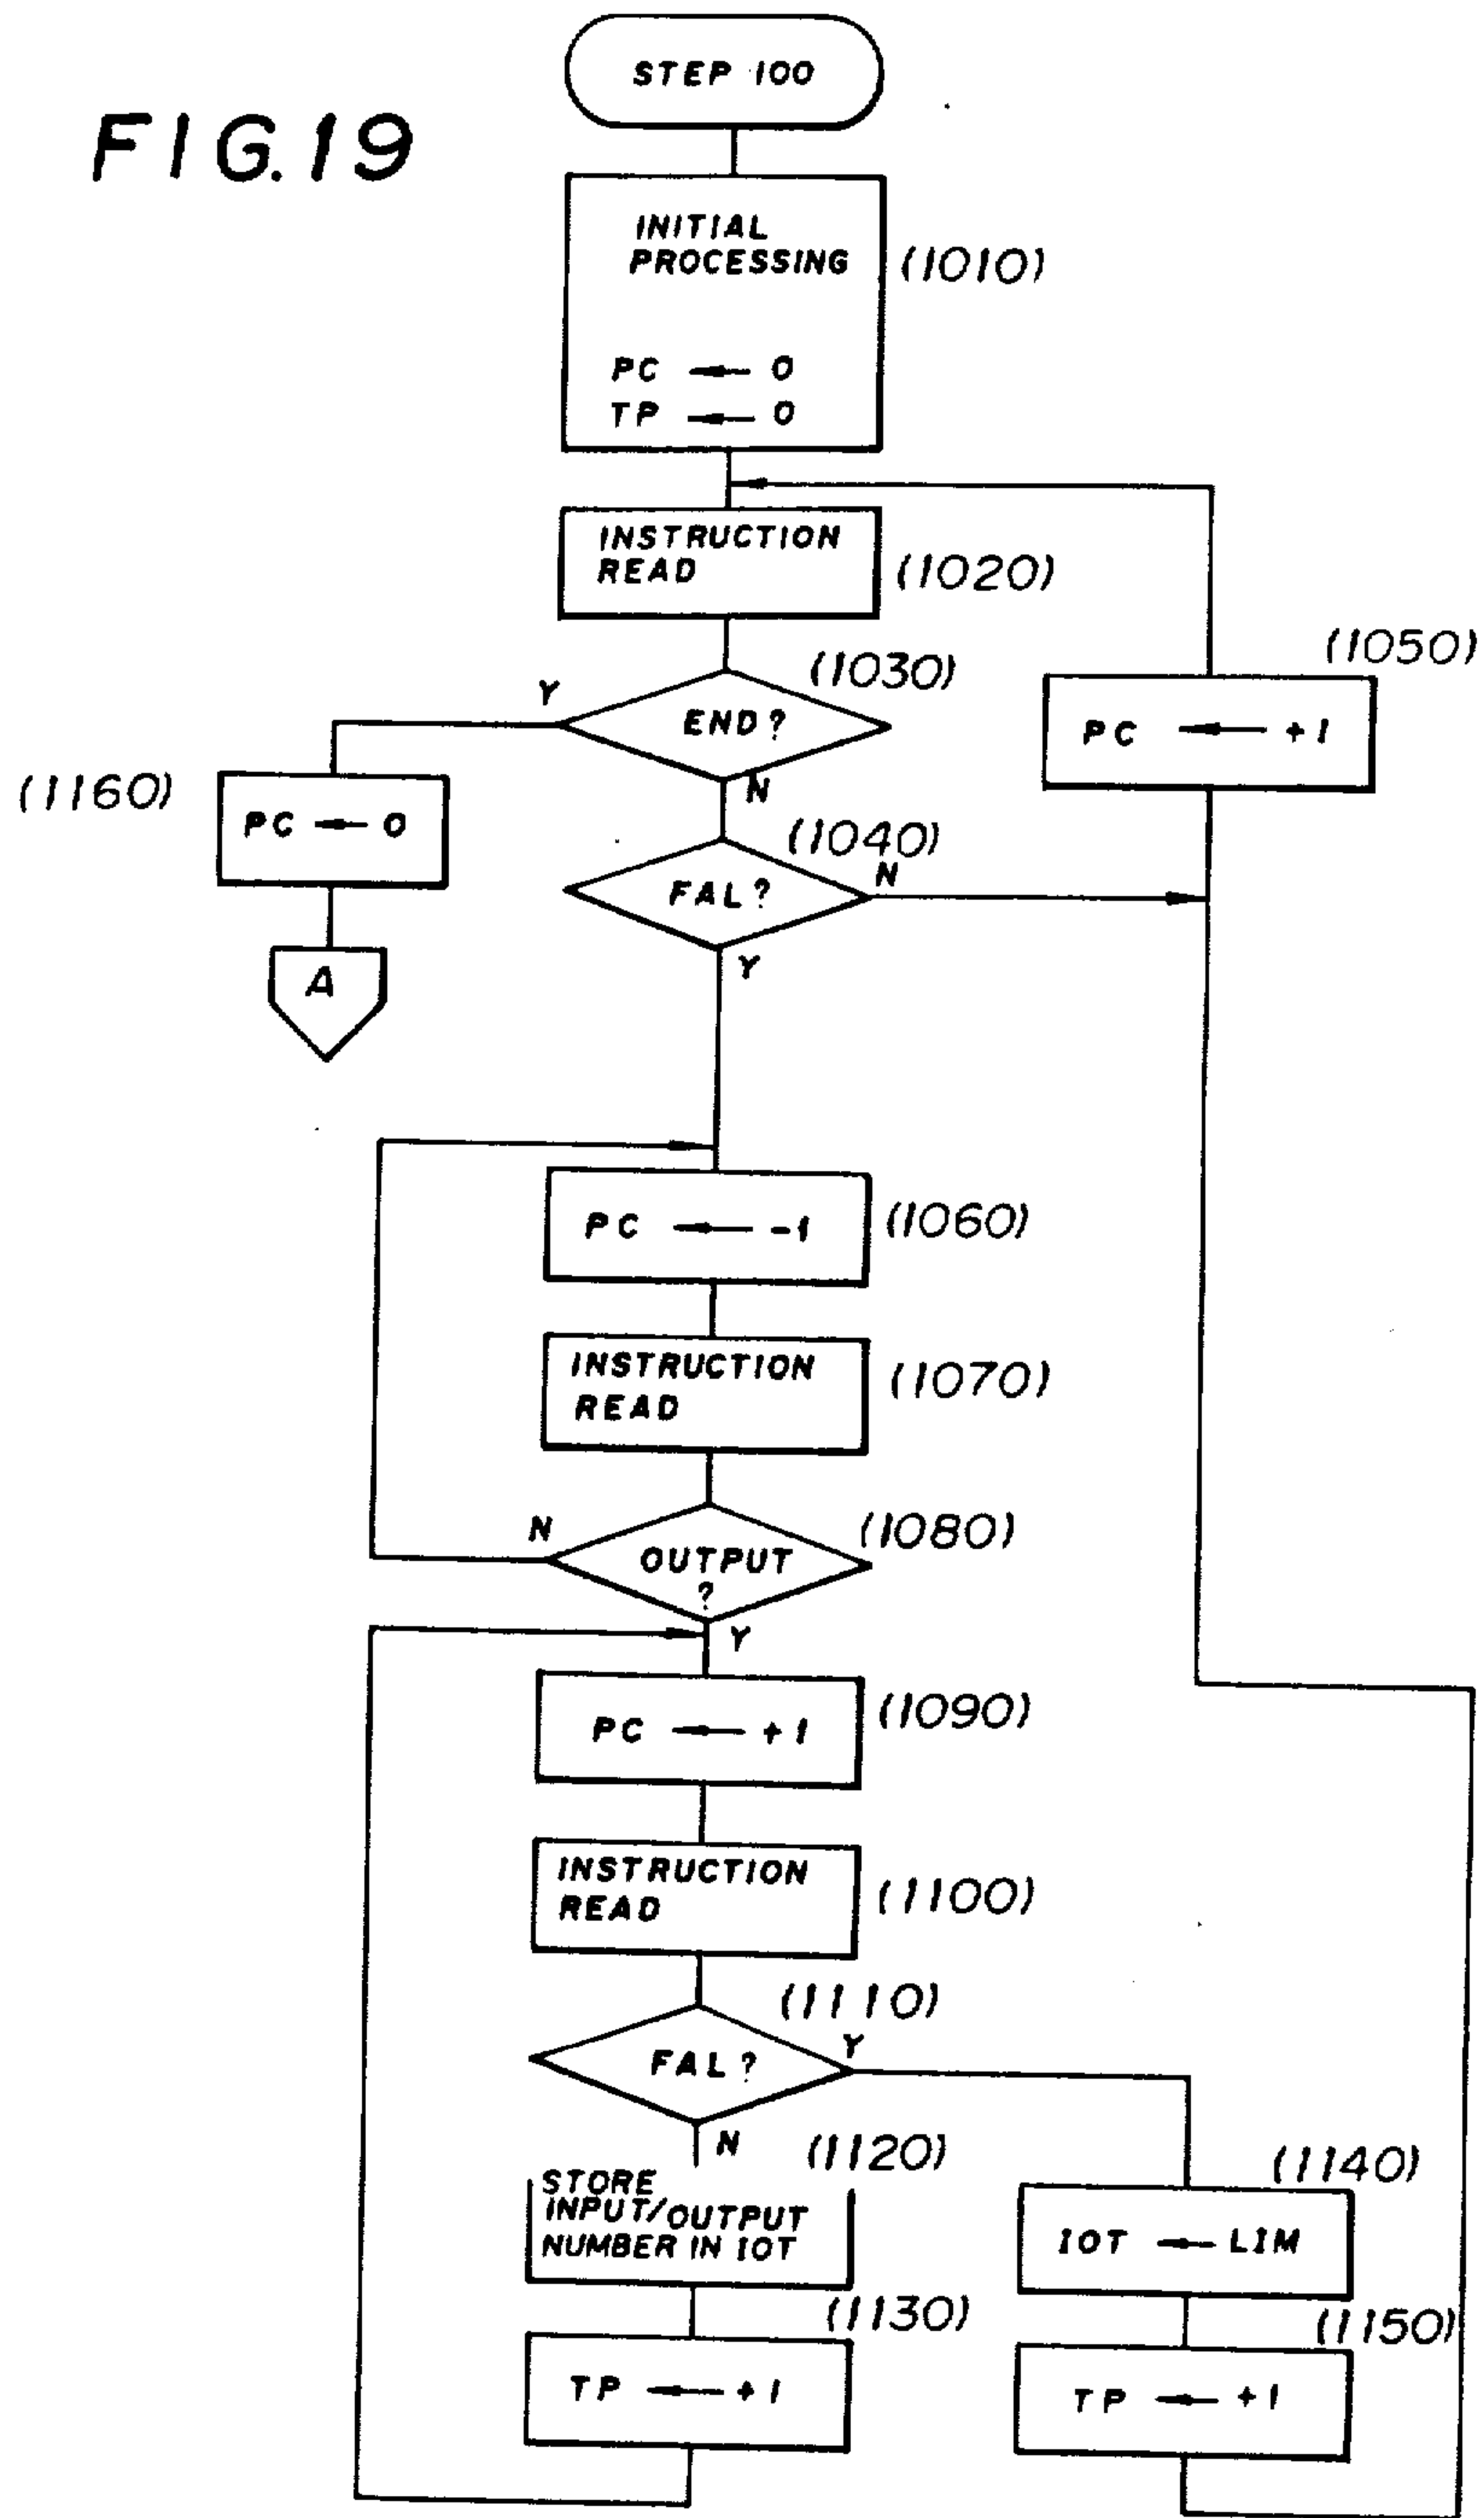 FIG. 19
STEP 100
INITIAL
PROCESSING
(1010)
PC ← 0
TP ← 0
INSTRUCTION
READ
(1020)
(1030)
Y
END?
N
(1050)
PC ← +1
(1160)
PC ← 0
A
(1040)
FAL?
N
Y
PC ← -1
(1060)
INSTRUCTION
READ
(1070)
N
OUTPUT
?
(1080)
Y
PC ← +1
(1090)
INSTRUCTION
READ
(1100)
(1110)
FAL?
Y
N
(1120)
STORE
INPUT/OUTPUT
NUMBER IN IOT
(1140)
IOT ← LIM
(1130)
TP ← +1
(1150)
TP ← +1